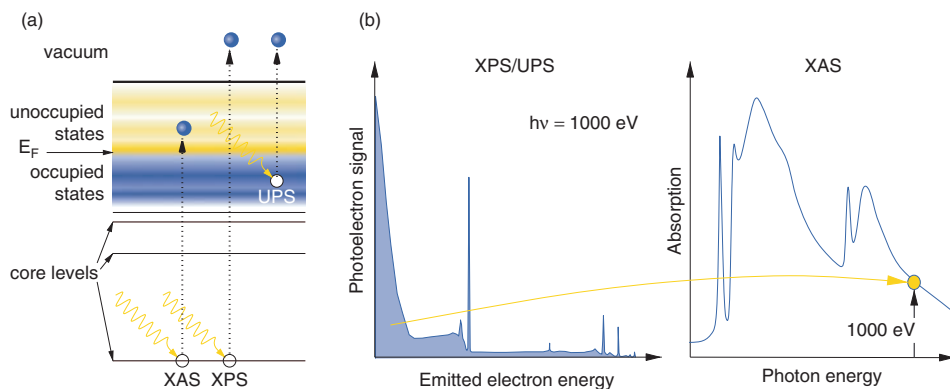 (a)
vacuum
unoccupied
states
E_F
occupied
states
UPS
core levels
XAS XPS
(b)
XPS/UPS
hν = 1000 eV
Photoelectron signal
Emitted electron energy
XAS
Absorption
1000 eV
Photon energy